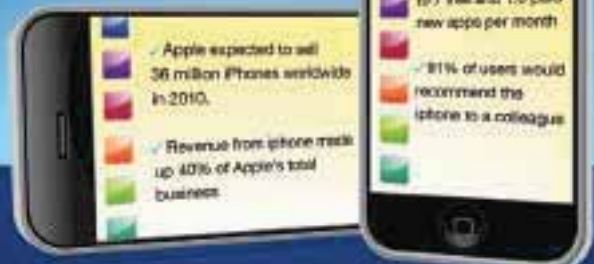 ✓ Apple expected to sell
36 million iPhones worldwide
in 2010.
✓ Revenue from iphone made
up 40% of Apple's total
business
new apps per month
✓ 91% of users would
recommend the
iphone to a colleague